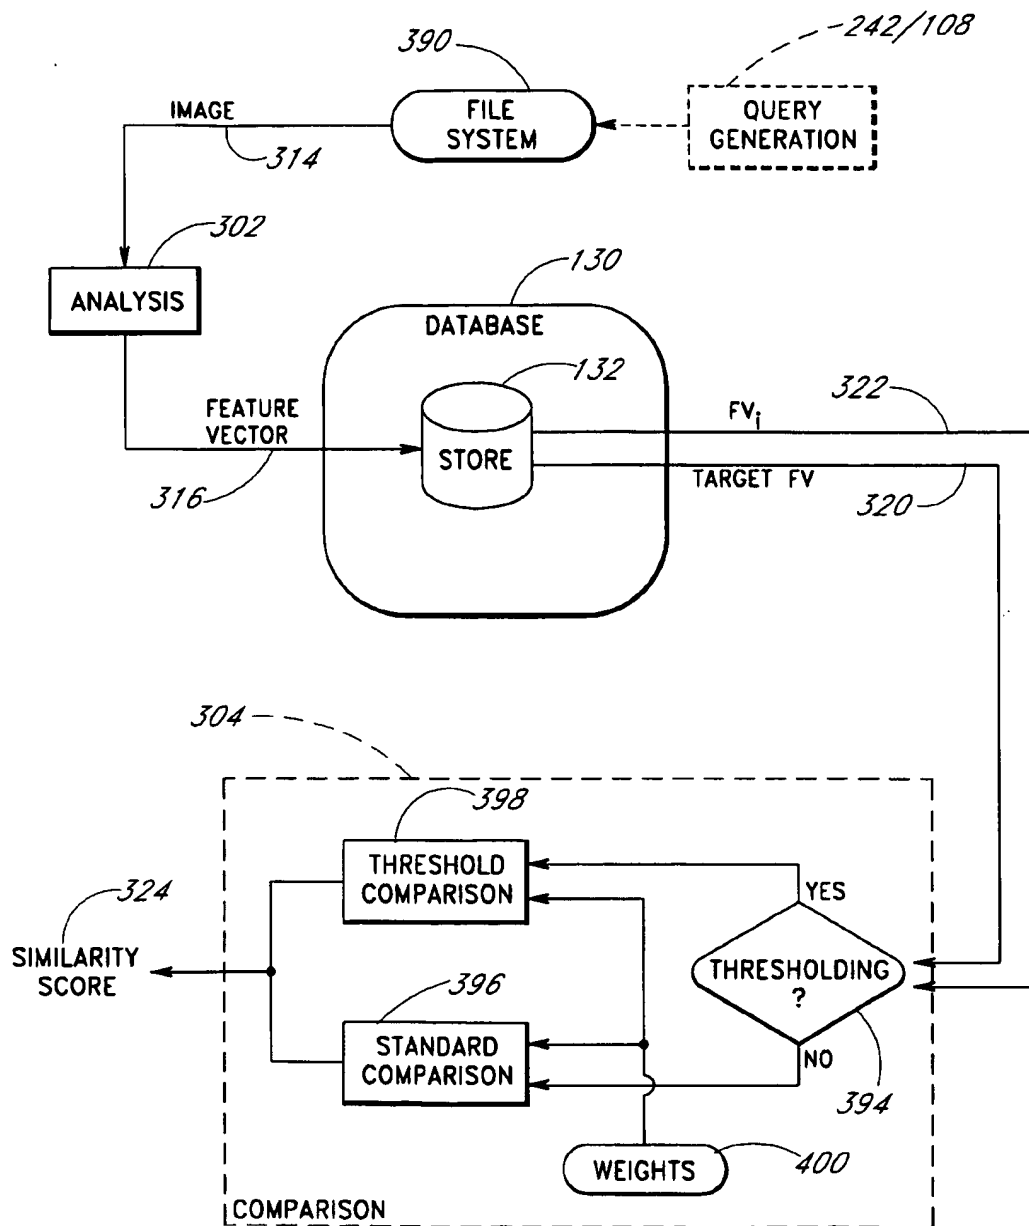 390
242/108
IMAGE
FILE
SYSTEM
QUERY
GENERATION
314
302
ANALYSIS
130
DATABASE
132
FEATURE
VECTOR
STORE
FVi
322
316
TARGET FV
320
304
398
THRESHOLD
COMPARISON
YES
324
SIMILARITY
SCORE
THRESHOLDING
?
396
STANDARD
COMPARISON
NO
394
WEIGHTS
400
COMPARISON